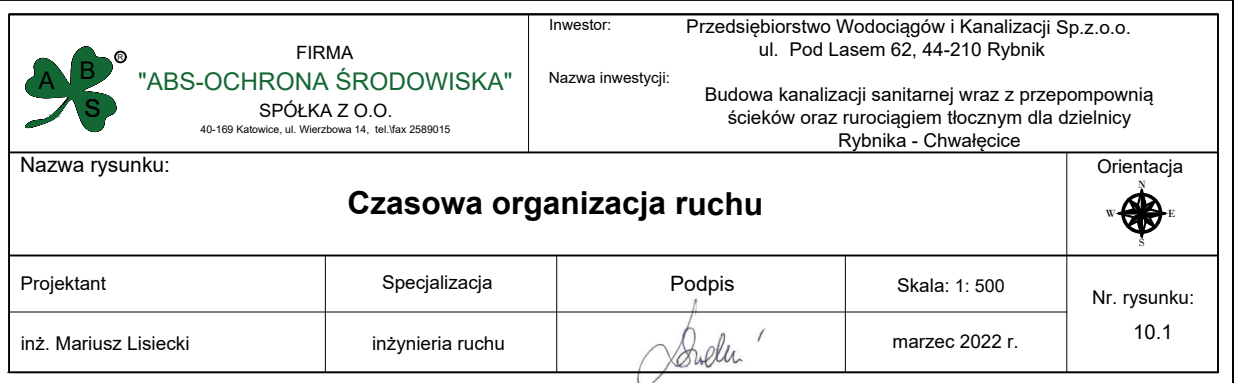 A B S ®
FIRMA
"ABS-OCHRONA ŚRODOWISKA"
SPÓŁKA Z O.O.
40-169 Katowice, ul. Wierzbowa 14, tel.\fax 2589015
Inwestor:
Przedsiębiorstwo Wodociągów i Kanalizacji Sp.z.o.o.
ul. Pod Lasem 62, 44-210 Rybnik
Nazwa inwestycji:
Budowa kanalizacji sanitarnej wraz z przepompownią
ścieków oraz rurociągiem tłocznym dla dzielnicy
Rybnika - Chwałęcice
Nazwa rysunku:
Czasowa organizacja ruchu
Orientacja
N
W E
S
Projektant
Specjalizacja
Podpis
Skala: 1: 500
Nr. rysunku:
10.1
inż. Mariusz Lisiecki
inżynieria ruchu
marzec 2022 r.